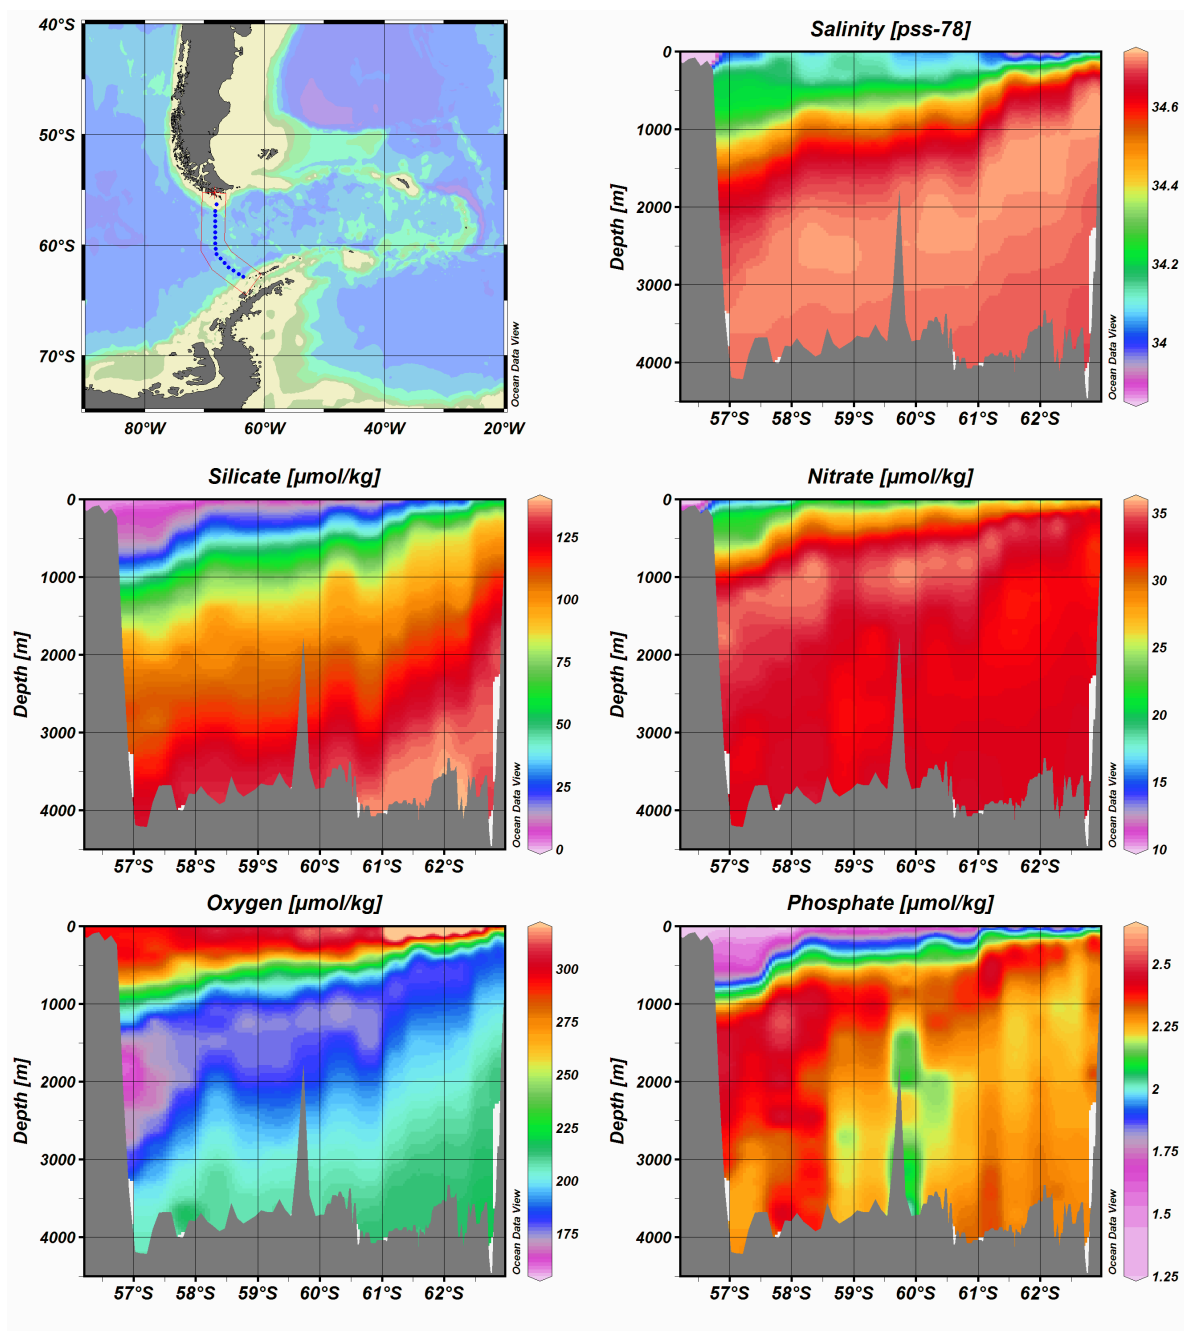 40°S
50°S
60°S
70°S
80°W 60°W 40°W 20°W
Ocean Data View
Salinity [pss-78]
Depth [m]
0
1000
2000
3000
4000
57°S 58°S 59°S 60°S 61°S 62°S
34.6
34.4
34.2
34
Ocean Data View
Silicate [µmol/kg]
Depth [m]
0
1000
2000
3000
4000
57°S 58°S 59°S 60°S 61°S 62°S
125
100
75
50
25
0
Ocean Data View
Nitrate [µmol/kg]
Depth [m]
0
1000
2000
3000
4000
57°S 58°S 59°S 60°S 61°S 62°S
35
30
25
20
15
10
Ocean Data View
Oxygen [µmol/kg]
Depth [m]
0
1000
2000
3000
4000
57°S 58°S 59°S 60°S 61°S 62°S
300
275
250
225
200
175
Ocean Data View
Phosphate [µmol/kg]
Depth [m]
0
1000
2000
3000
4000
57°S 58°S 59°S 60°S 61°S 62°S
2.5
2.25
2
1.75
1.5
1.25
Ocean Data View